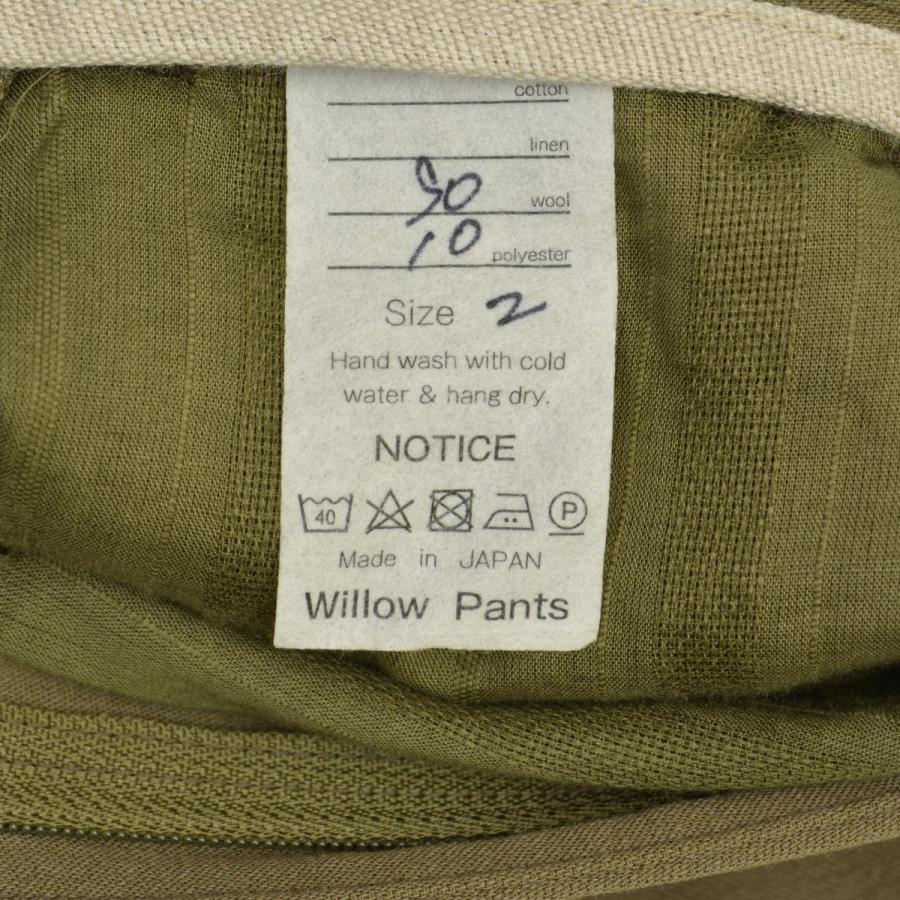 cotton
linen
90 wool
10 polyester
Size 2
Hand wash with cold
water & hang dry.
NOTICE
40 P
Made in JAPAN
Willow Pants